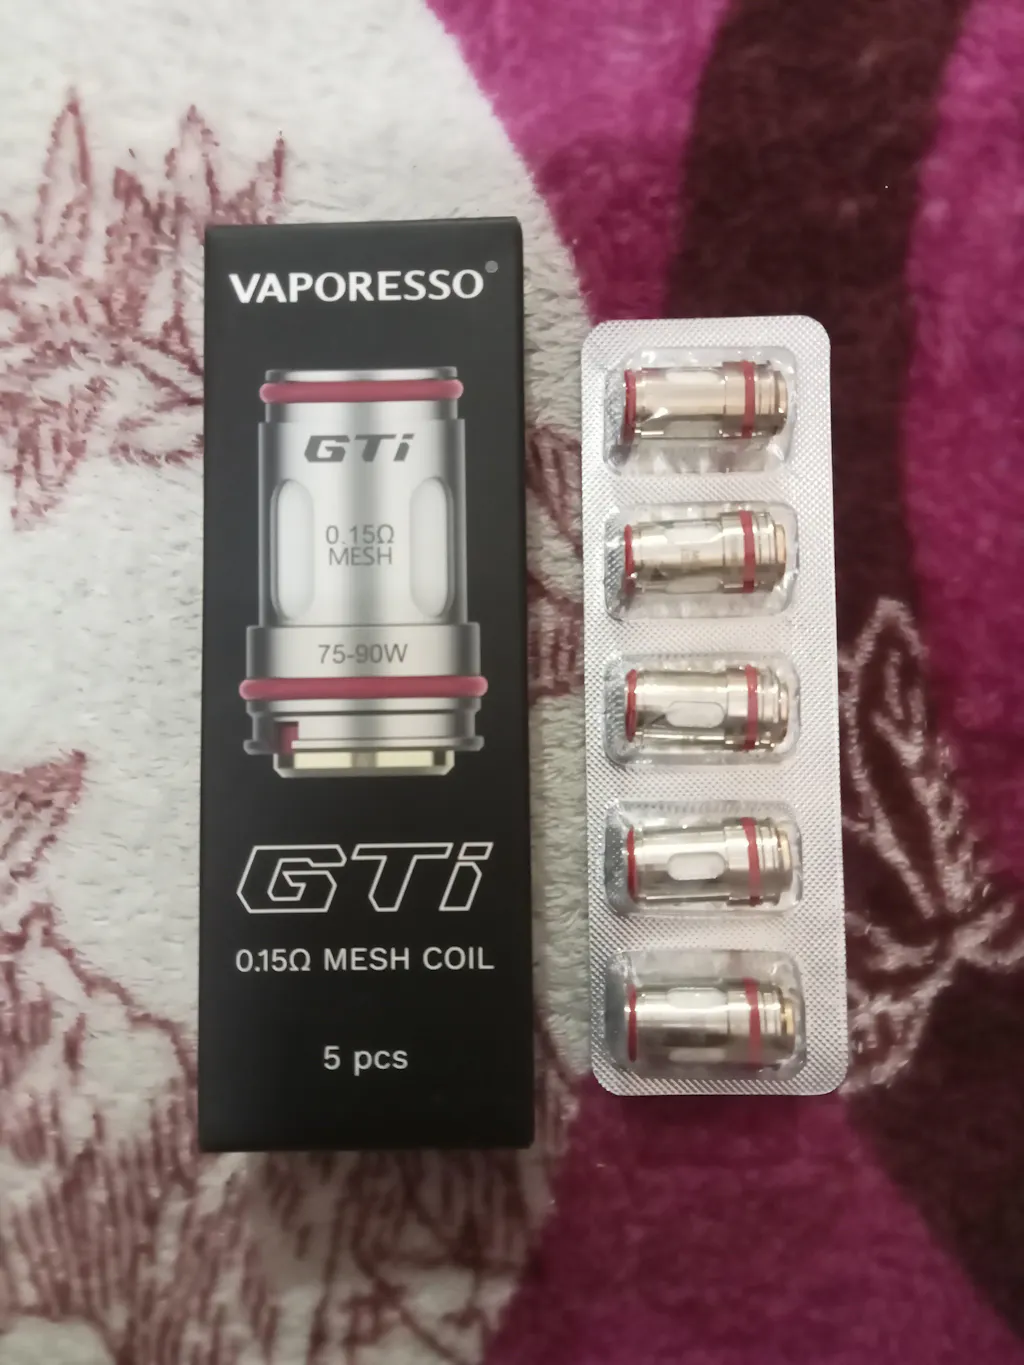 VAPORESSO®
GTi
0.15Ω
MESH
75-90W
GTi
0.15Ω MESH COIL
5 pcs